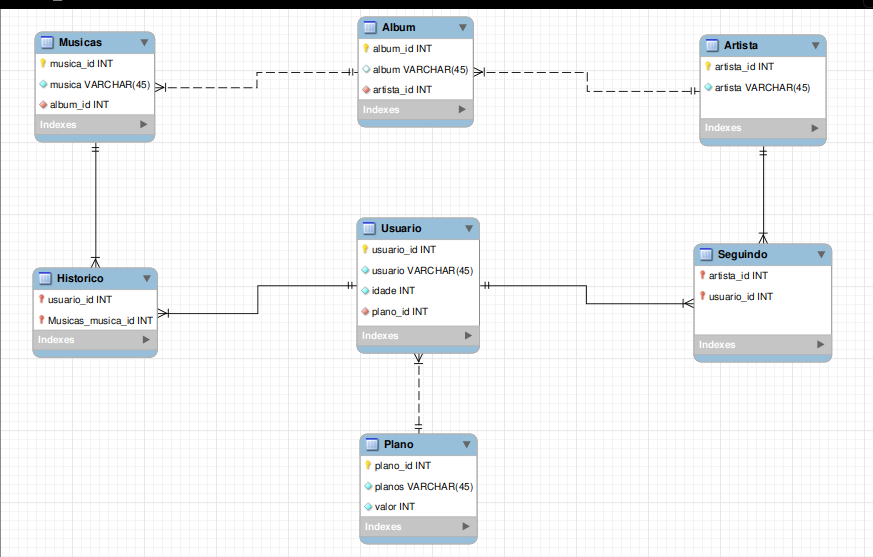 Musicas
musica_id INT
musica VARCHAR(45)
album_id INT
Indexes
Album
album_id INT
album VARCHAR(45)
artista_id INT
Indexes
Artista
artista_id INT
artista VARCHAR(45)
Indexes
Historico
usuario_id INT
Musicas_musica_id INT
Indexes
Usuario
usuario_id INT
usuario VARCHAR(45)
idade INT
plano_id INT
Indexes
Seguindo
artista_id INT
usuario_id INT
Indexes
Plano
plano_id INT
planos VARCHAR(45)
valor INT
Indexes